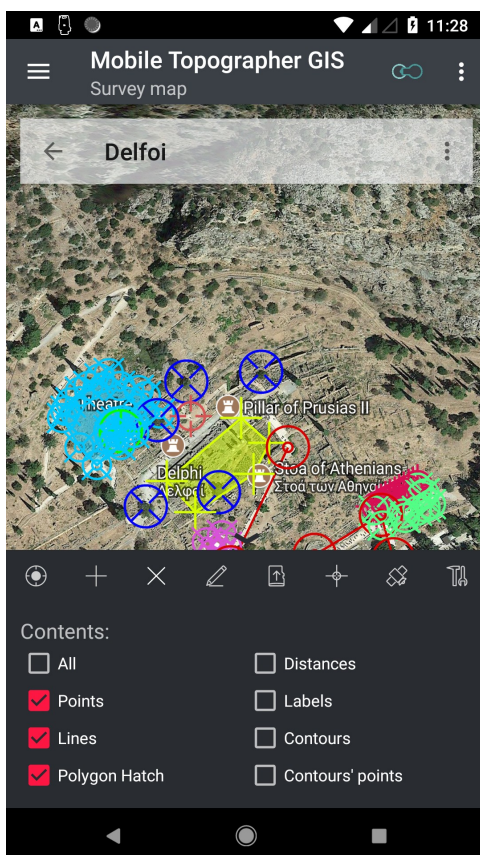 A
11:28
Mobile Topographer GIS
Survey map
Delfoi
Pillar of Prusias II
Delphi
Δελφοί
Stoa of Athenians
Στοά των
Contents:
All
Distances
Points
Labels
Lines
Contours
Polygon Hatch
Contours' points